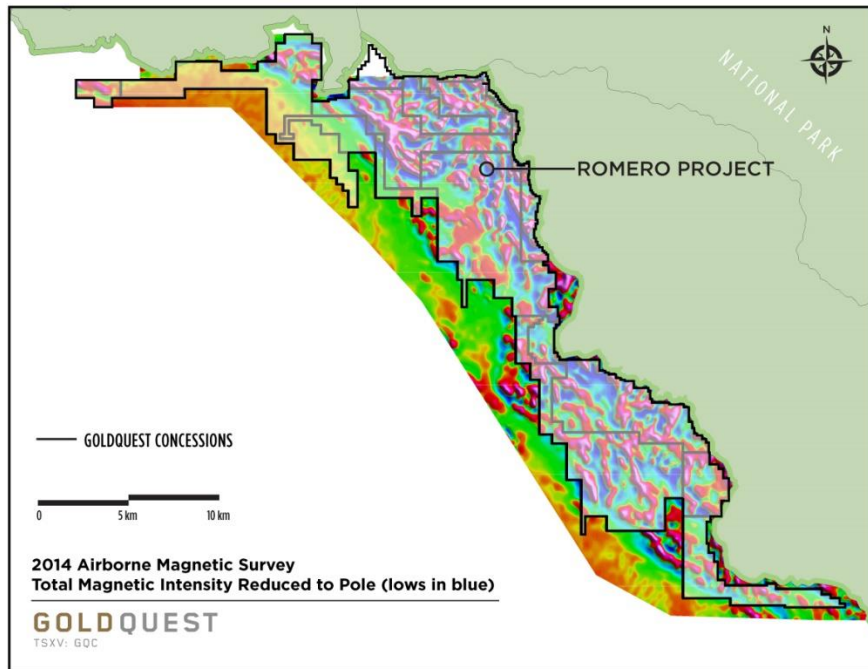 N
NATIONAL PARK
ROMERO PROJECT
GOLDQUEST CONCESSIONS
0 5 km 10 km
2014 Airborne Magnetic Survey
Total Magnetic Intensity Reduced to Pole (lows in blue)
GOLDQUEST
TSXV: GQC